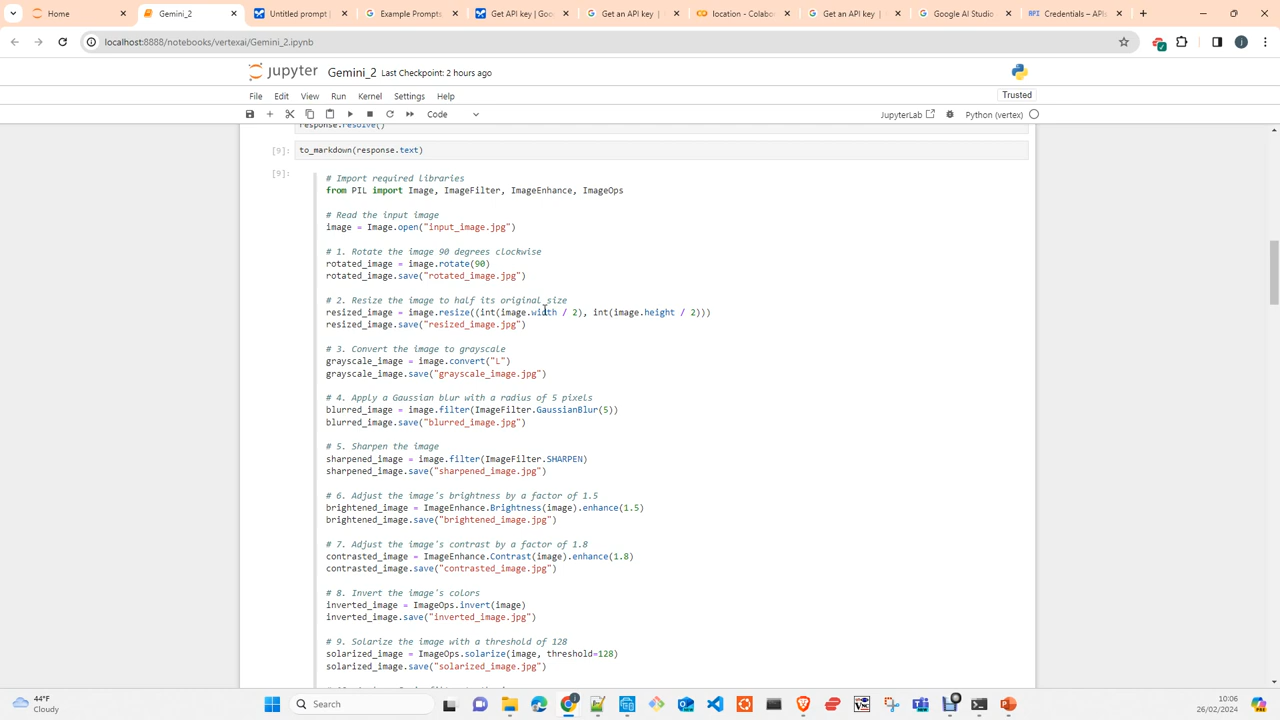 Home
Gemini_2
Untitled prompt |
Example Prompts.
Get API key | Goo
Get an API key |
location - Colabo
Get an API key |
Google AI Studio
Credentials – APIs
localhost:8888/notebooks/vertexai/Gemini_2.ipynb
jupyter Gemini_2 Last Checkpoint: 2 hours ago
Trusted
File Edit View Run Kernel Settings Help
Code
JupyterLab
Python (vertex)
response.resolve()
[9]: to_markdown(response.text)
[9]:
# Import required libraries
from PIL import Image, ImageFilter, ImageEnhance, ImageOps
# Read the input image
image = Image.open("input_image.jpg")
# 1. Rotate the image 90 degrees clockwise
rotated_image = image.rotate(90)
rotated_image.save("rotated_image.jpg")
# 2. Resize the image to half its original size
resized_image = image.resize((int(image.width / 2), int(image.height / 2)))
resized_image.save("resized_image.jpg")
# 3. Convert the image to grayscale
grayscale_image = image.convert("L")
grayscale_image.save("grayscale_image.jpg")
# 4. Apply a Gaussian blur with a radius of 5 pixels
blurred_image = image.filter(ImageFilter.GaussianBlur(5))
blurred_image.save("blurred_image.jpg")
# 5. Sharpen the image
sharpened_image = image.filter(ImageFilter.SHARPEN)
sharpened_image.save("sharpened_image.jpg")
# 6. Adjust the image's brightness by a factor of 1.5
brightened_image = ImageEnhance.Brightness(image).enhance(1.5)
brightened_image.save("brightened_image.jpg")
# 7. Adjust the image's contrast by a factor of 1.8
contrasted_image = ImageEnhance.Contrast(image).enhance(1.8)
contrasted_image.save("contrasted_image.jpg")
# 8. Invert the image's colors
inverted_image = ImageOps.invert(image)
inverted_image.save("inverted_image.jpg")
# 9. Solarize the image with a threshold of 128
solarized_image = ImageOps.solarize(image, threshold=128)
solarized_image.save("solarized_image.jpg")
44°F
Cloudy
Search
10:06
26/02/2024